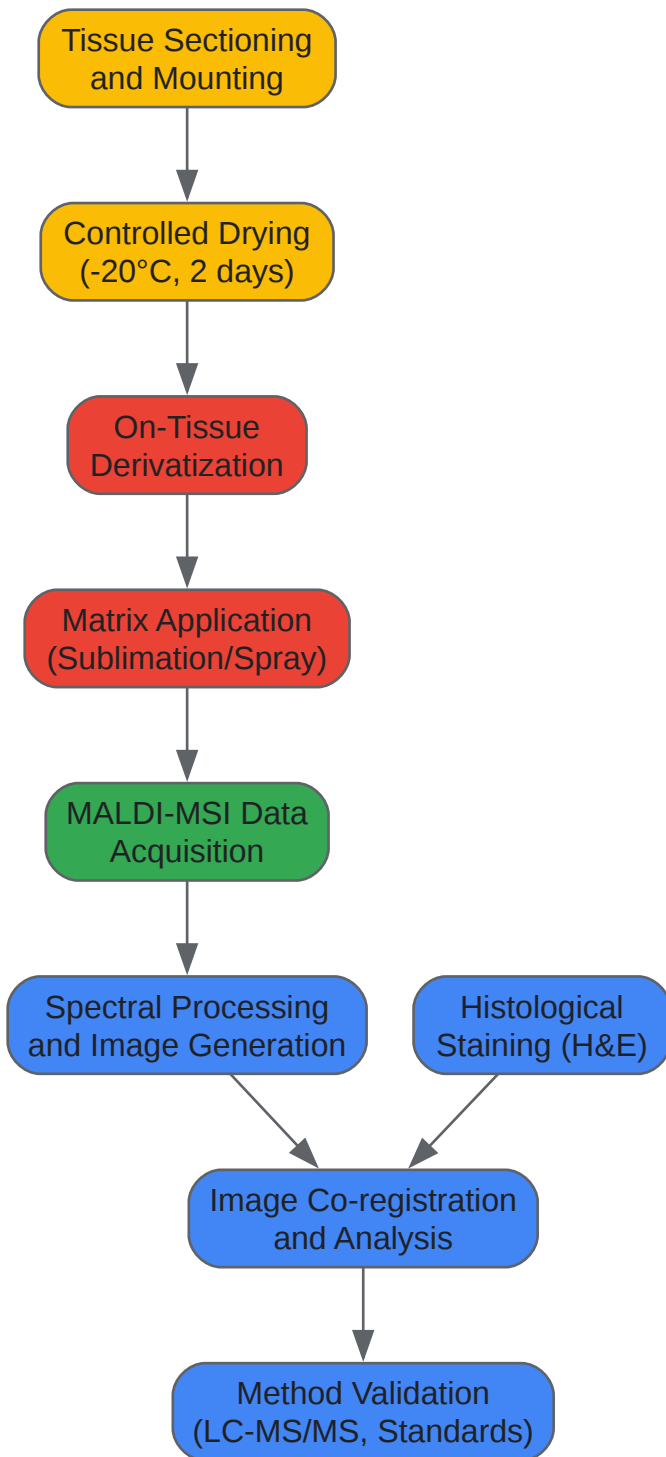 Tissue Sectioning
and Mounting
Controlled Drying
(-20°C, 2 days)
On-Tissue
Derivatization
Matrix Application
(Sublimation/Spray)
MALDI-MSI Data
Acquisition
Spectral Processing
and Image Generation
Histological
Staining (H&E)
Image Co-registration
and Analysis
Method Validation
(LC-MS/MS, Standards)